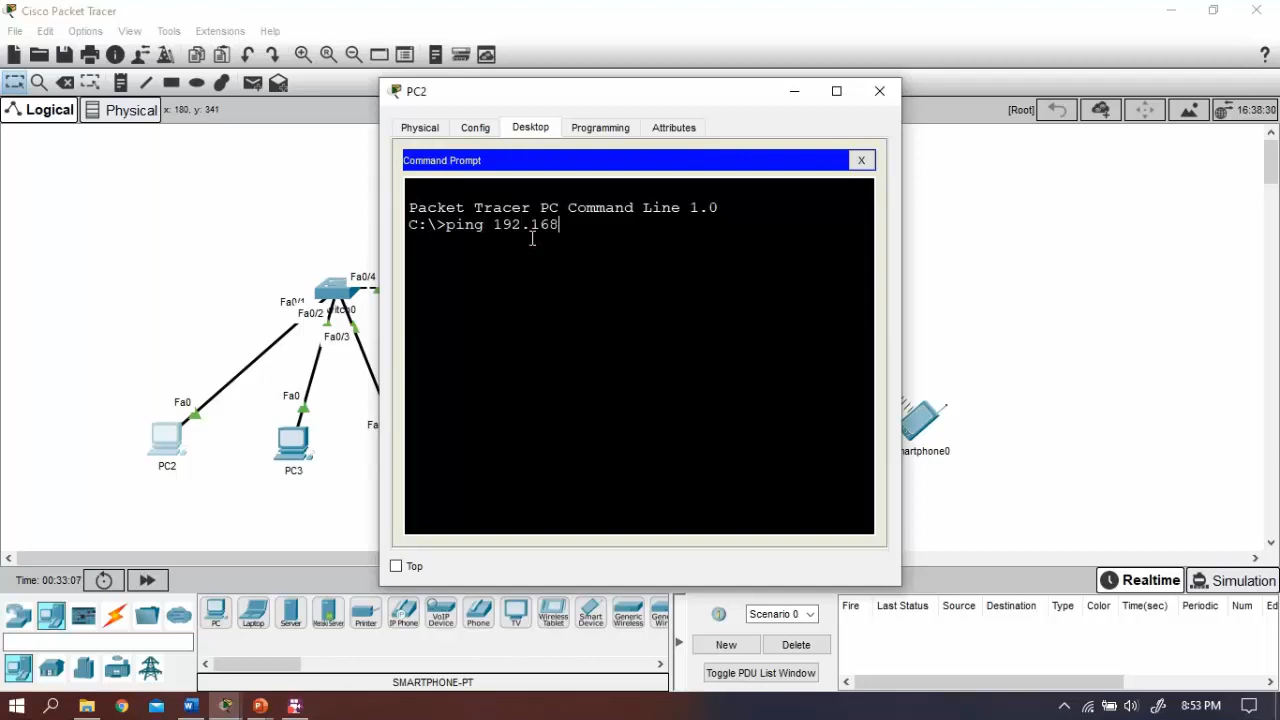 Cisco Packet Tracer
File Edit Options View Tools Extensions Help
Logical Physical x: 180, y: 341 [Root] 16:38:30
PC2
Physical Config Desktop Programming Attributes
Command Prompt X
Packet Tracer PC Command Line 1.0
C:\>ping 192.168
Fa0/4
Fa0/1
Fa0/2
Fa0/3
Fa0
Fa0
PC2
PC3
Top
Time: 00:33:07 Realtime Simulation
PC Laptop Server Meraki Server Printer IP Phone VoIP Device Phone TV Wireless Tablet Smart Device Generic Wireless
SMARTPHONE-PT
Scenario 0
New Delete
Toggle PDU List Window
Fire Last Status Source Destination Type Color Time(sec) Periodic Num Ed
8:53 PM